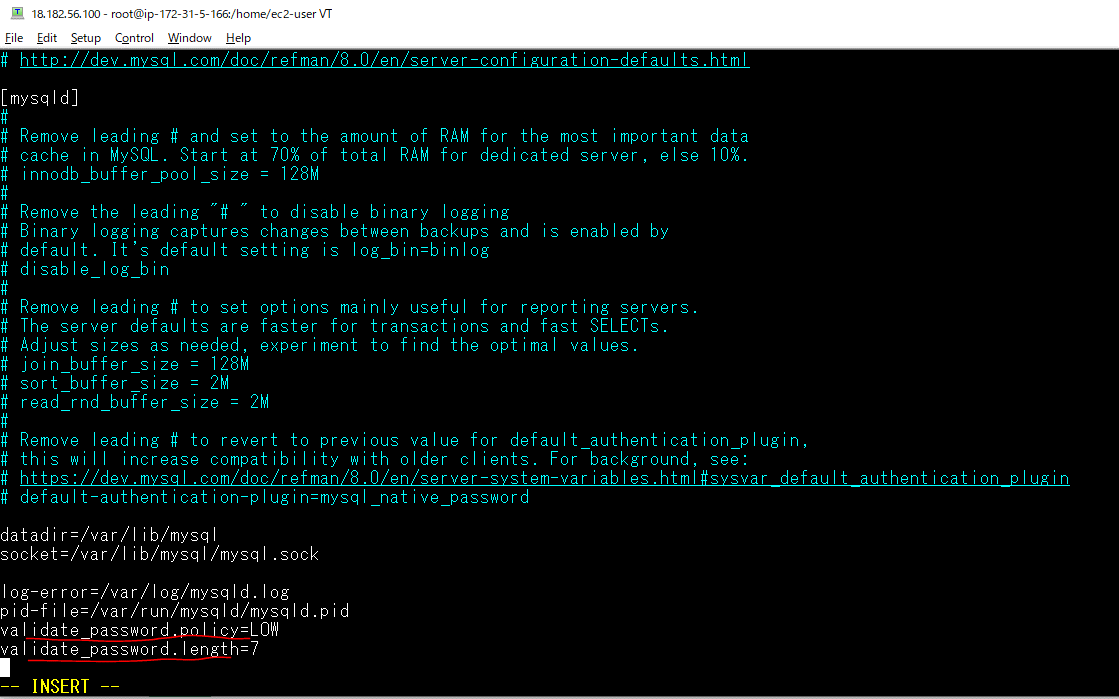 18.182.56.100 - root@ip-172-31-5-166:/home/ec2-user VT
File Edit Setup Control Window Help
# http://dev.mysql.com/doc/refman/8.0/en/server-configuration-defaults.html
[mysqld]
#
# Remove leading # and set to the amount of RAM for the most important data
# cache in MySQL. Start at 70% of total RAM for dedicated server, else 10%.
# innodb_buffer_pool_size = 128M
#
# Remove the leading "# " to disable binary logging
# Binary logging captures changes between backups and is enabled by
# default. It's default setting is log_bin=binlog
# disable_log_bin
#
# Remove leading # to set options mainly useful for reporting servers.
# The server defaults are faster for transactions and fast SELECTs.
# Adjust sizes as needed, experiment to find the optimal values.
# join_buffer_size = 128M
# sort_buffer_size = 2M
# read_rnd_buffer_size = 2M
#
# Remove leading # to revert to previous value for default_authentication_plugin,
# this will increase compatibility with older clients. For background, see:
# https://dev.mysql.com/doc/refman/8.0/en/server-system-variables.html#sysvar_default_authentication_plugin
# default-authentication-plugin=mysql_native_password
datadir=/var/lib/mysql
socket=/var/lib/mysql/mysql.sock
log-error=/var/log/mysqld.log
pid-file=/var/run/mysqld/mysqld.pid
validate_password.policy=LOW
validate_password.length=7
-- INSERT --